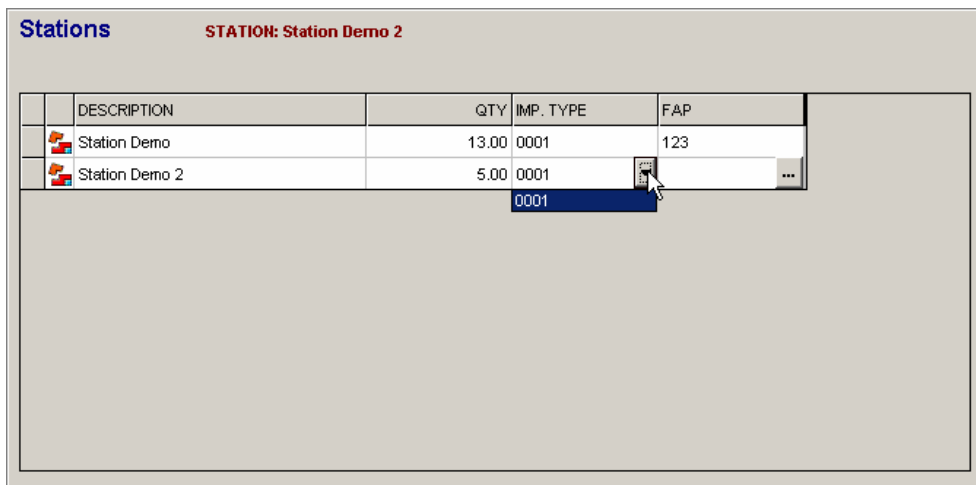 Stations STATION: Station Demo 2
DESCRIPTION QTY IMP. TYPE FAP
Station Demo 13.00 0001 123
Station Demo 2 5.00 0001 ...
0001